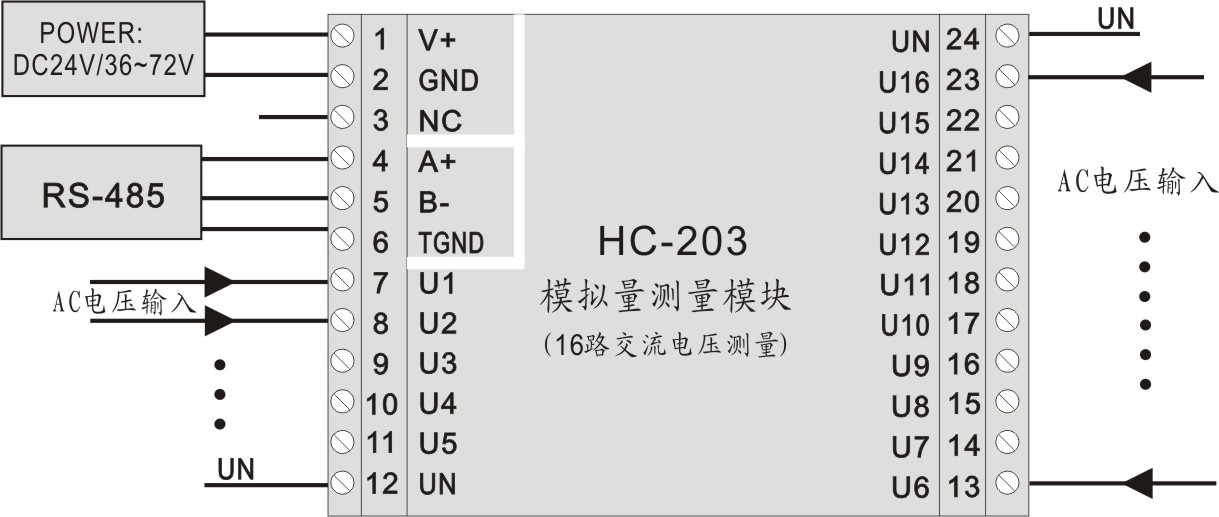 POWER:
DC24V/36~72V
RS-485
AC电压输入
UN
1 V+
2 GND
3 NC
4 A+
5 B-
6 TGND
7 U1
8 U2
9 U3
10 U4
11 U5
12 UN
HC-203
模拟量测量模块
(16路交流电压测量)
UN 24
U16 23
U15 22
U14 21
U13 20
U12 19
U11 18
U10 17
U9 16
U8 15
U7 14
U6 13
UN
AC电压输入